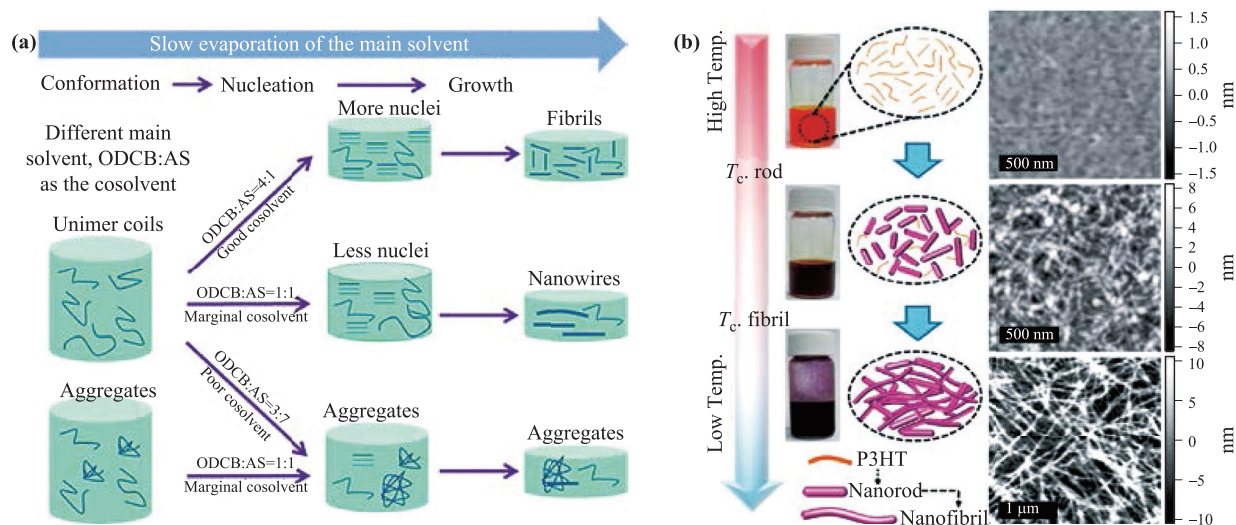 (a)
Slow evaporation of the main solvent
Conformation
Nucleation
Growth
Different main
solvent, ODCB:AS
as the cosolvent
More nuclei
Fibrils
Unimer coils
ODCB:AS=4:1
Good cosolvent
Less nuclei
Nanowires
ODCB:AS=1:1
Marginal cosolvent
ODCB:AS=3:7
Poor cosolvent
Aggregates
Aggregates
Aggregates
ODCB:AS=1:1
Marginal cosolvent
(b)
High Temp.
Tc. rod
Tc. fibril
Low Temp.
P3HT
Nanorod
Nanofibril
500 nm
1.5
1.0
0.5
0.0
−0.5
−1.0
−1.6
nm
500 nm
8
6
4
2
0
−2
−4
−6
−8
nm
1 μm
10
5
0
−5
−10
nm